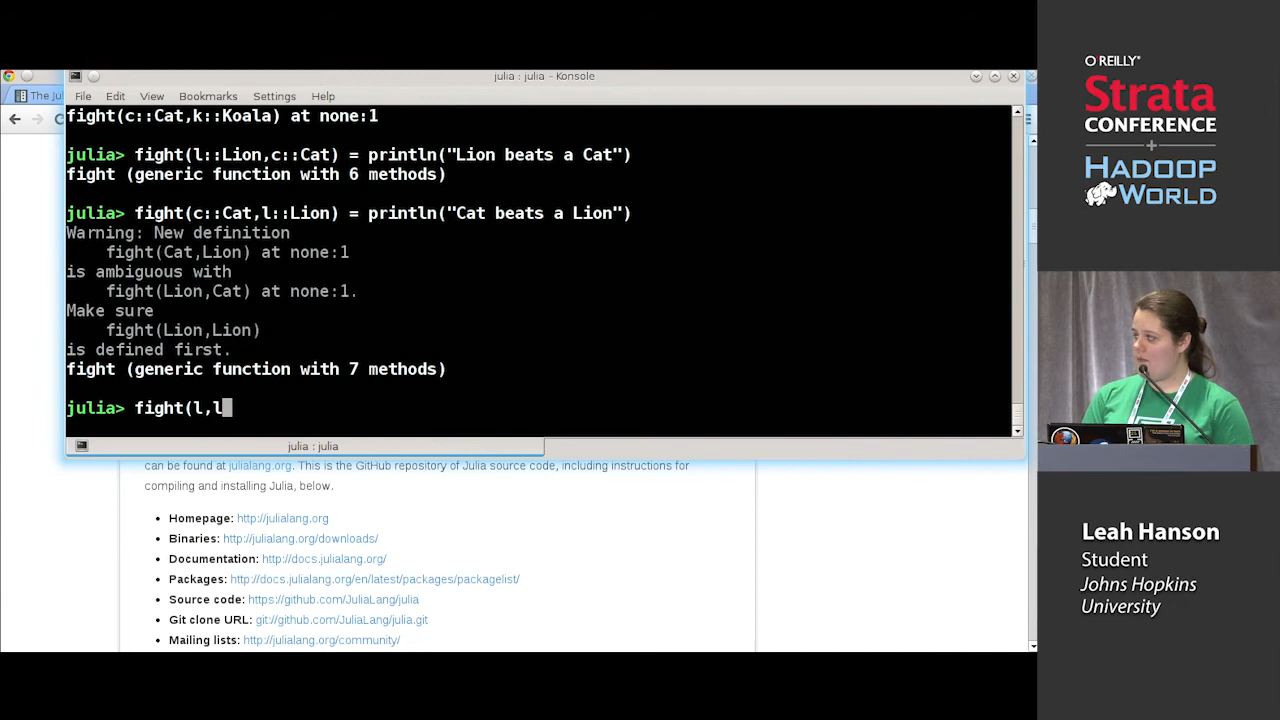 julia : julia – Konsole
The Ju
File Edit View Bookmarks Settings Help
fight(c::Cat,k::Koala) at none:1
julia> fight(l::Lion,c::Cat) = println("Lion beats a Cat")
fight (generic function with 6 methods)
julia> fight(c::Cat,l::Lion) = println("Cat beats a Lion")
Warning: New definition
fight(Cat,Lion) at none:1
is ambiguous with
fight(Lion,Cat) at none:1.
Make sure
fight(Lion,Lion)
is defined first.
fight (generic function with 7 methods)
julia> fight(l,l
julia : julia
can be found at julialang.org. This is the GitHub repository of Julia source code, including instructions for
compiling and installing Julia, below.
• Homepage: http://julialang.org
• Binaries: http://julialang.org/downloads/
• Documentation: http://docs.julialang.org/
• Packages: http://docs.julialang.org/en/latest/packages/packagelist/
• Source code: https://github.com/JuliaLang/julia
• Git clone URL: git://github.com/JuliaLang/julia.git
• Mailing lists: http://julialang.org/community/
O'REILLY®
Strata
CONFERENCE
+
HADOOP
WORLD
Leah Hanson
Student
Johns Hopkins
University